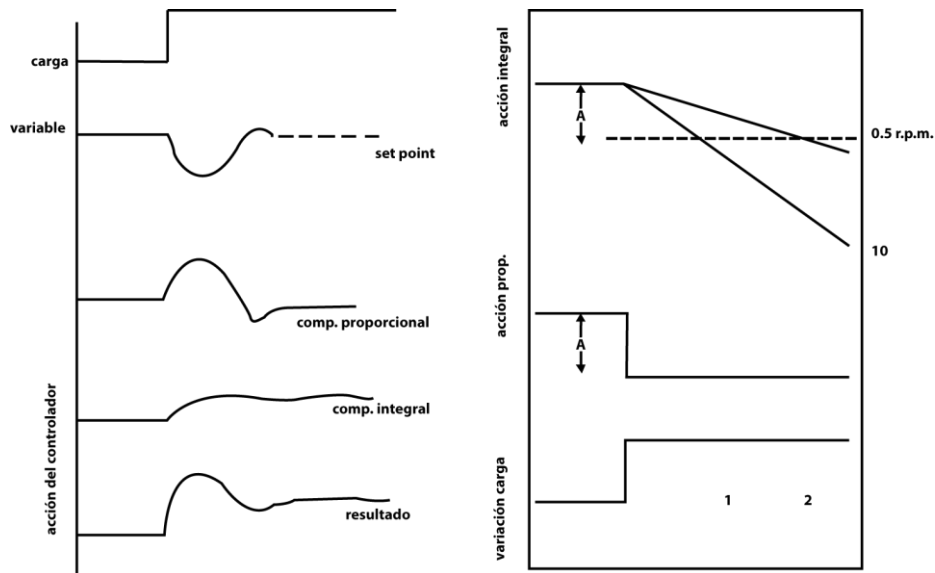 carga
variable
set point
comp. proporcional
comp. integral
resultado
acción del controlador
acción integral
A
0.5 r.p.m.
10
acción prop.
A
variación carga
1
2